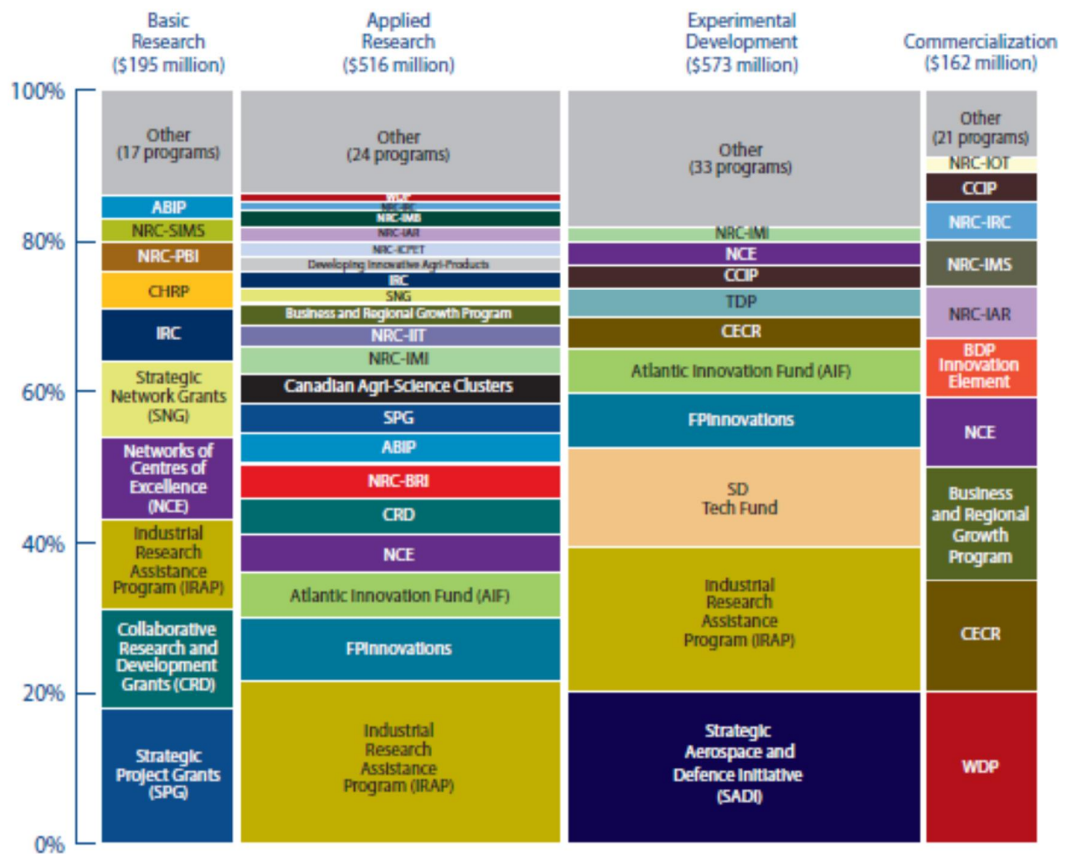 Basic
Research
($195 million)
Applied
Research
($516 million)
Experimental
Development
($573 million)
Commercialization
($162 million)
100%
80%
60%
40%
20%
0%
Other
(17 programs)
ABIP
NRC-SIMS
NRC-PBI
CHRP
IRC
Strategic
Network Grants
(SNG)
Networks of
Centres of
Excellence
(NCE)
Industrial
Research
Assistance
Program (IRAP)
Collaborative
Research and
Development
Grants (CRD)
Strategic
Project Grants
(SPG)
Other
(24 programs)
WDP
NRC-IMB
NRC-IAR
NRC-ICPET
Developing Innovative Agri-Products
IRC
SNG
Business and Regional Growth Program
NRC-IIT
NRC-IMI
Canadian Agri-Science Clusters
SPG
ABIP
NRC-BRI
CRD
NCE
Atlantic Innovation Fund (AIF)
FPInnovations
Industrial
Research
Assistance
Program (IRAP)
Other
(33 programs)
NRC-IMI
NCE
CCIP
TDP
CECR
Atlantic Innovation Fund (AIF)
FPInnovations
SD
Tech Fund
Industrial
Research
Assistance
Program (IRAP)
Strategic
Aerospace and
Defence Initiative
(SADI)
Other
(21 programs)
NRC-IOT
CCIP
NRC-IRC
NRC-IMS
NRC-IAR
BDP
Innovation
Element
NCE
Business
and Regional
Growth
Program
CECR
WDP